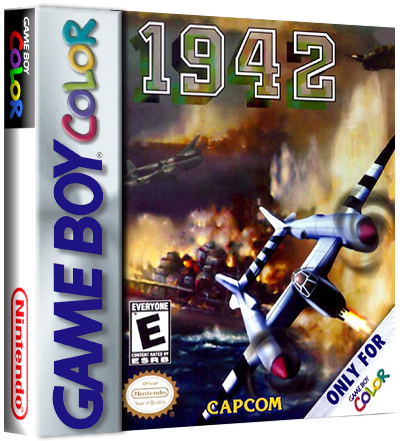 GAME BOY
COLOR
Nintendo
GAME BOY COLOR
1942
EVERYONE
E
CONTENT RATED BY
ESRB
Official
Nintendo
Seal of Quality
CAPCOM
ONLY FOR
GAME BOY
COLOR